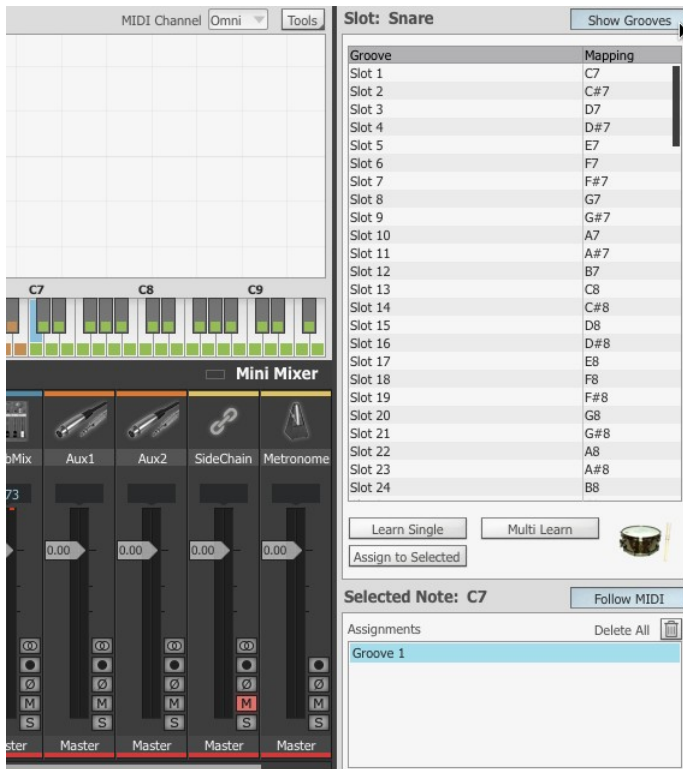 MIDI Channel Omni Tools
Slot: Snare Show Grooves
Groove Mapping
Slot 1 C7
Slot 2 C#7
Slot 3 D7
Slot 4 D#7
Slot 5 E7
Slot 6 F7
Slot 7 F#7
Slot 8 G7
Slot 9 G#7
Slot 10 A7
Slot 11 A#7
Slot 12 B7
Slot 13 C8
Slot 14 C#8
Slot 15 D8
Slot 16 D#8
Slot 17 E8
Slot 18 F8
Slot 19 F#8
Slot 20 G8
Slot 21 G#8
Slot 22 A8
Slot 23 A#8
Slot 24 B8
C7 C8 C9
Mini Mixer
bMix Aux1 Aux2 SideChain Metronome
73
0.00 0.00 0.00 0.00
Ø Ø Ø Ø
M M M M M
S S S S S
ster Master Master Master Master
Learn Single Multi Learn
Assign to Selected
Selected Note: C7 Follow MIDI
Assignments Delete All
Groove 1